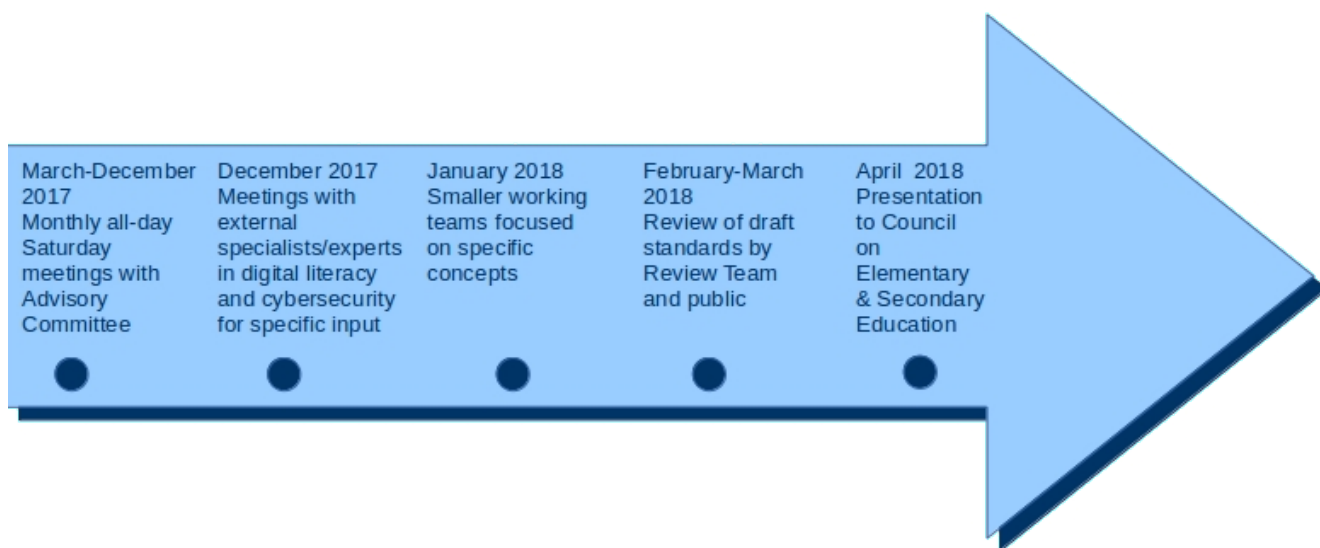 March-December
2017
Monthly all-day
Saturday
meetings with
Advisory
Committee
December 2017
Meetings with
external
specialists/experts
in digital literacy
and cybersecurity
for specific input
January 2018
Smaller working
teams focused
on specific
concepts
February-March
2018
Review of draft
standards by
Review Team
and public
April  2018
Presentation
to Council
on
Elementary
& Secondary
Education